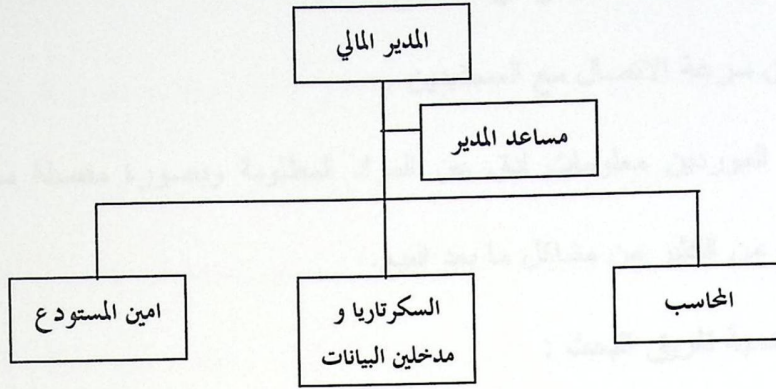 المدير المالي
مساعد المدير
المحاسب
السكرتاريا و
مدخلين البيانات
امين المستودع